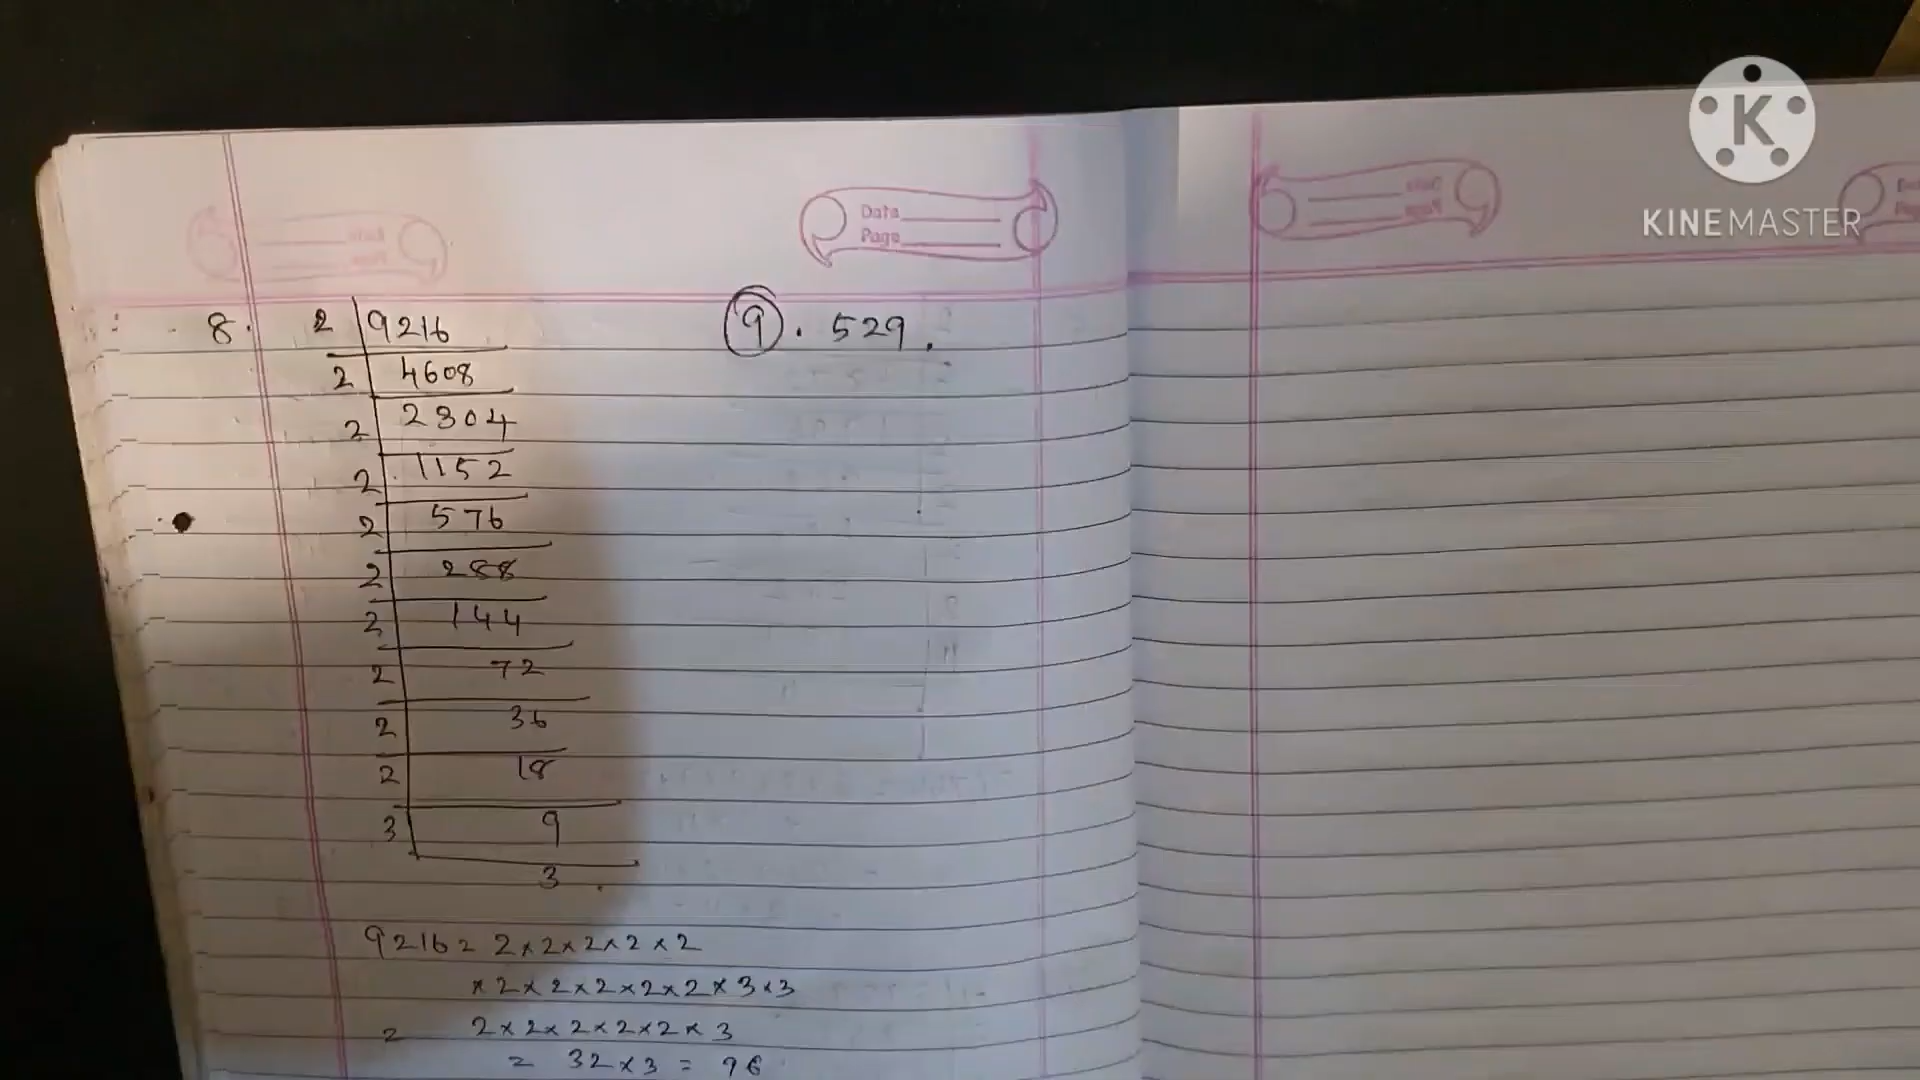 K
KINEMASTER
Data
Page
8. 2 9216
2 4608
2 2304
2 1152
2 576
2 288
2 144
2 72
2 36
2 18
3 9
3
9216 = 2×2×2×2×2
×2×2×2×2×2×3×3
= 2×2×2×2×2×3
= 32×3 = 96
9. 529.